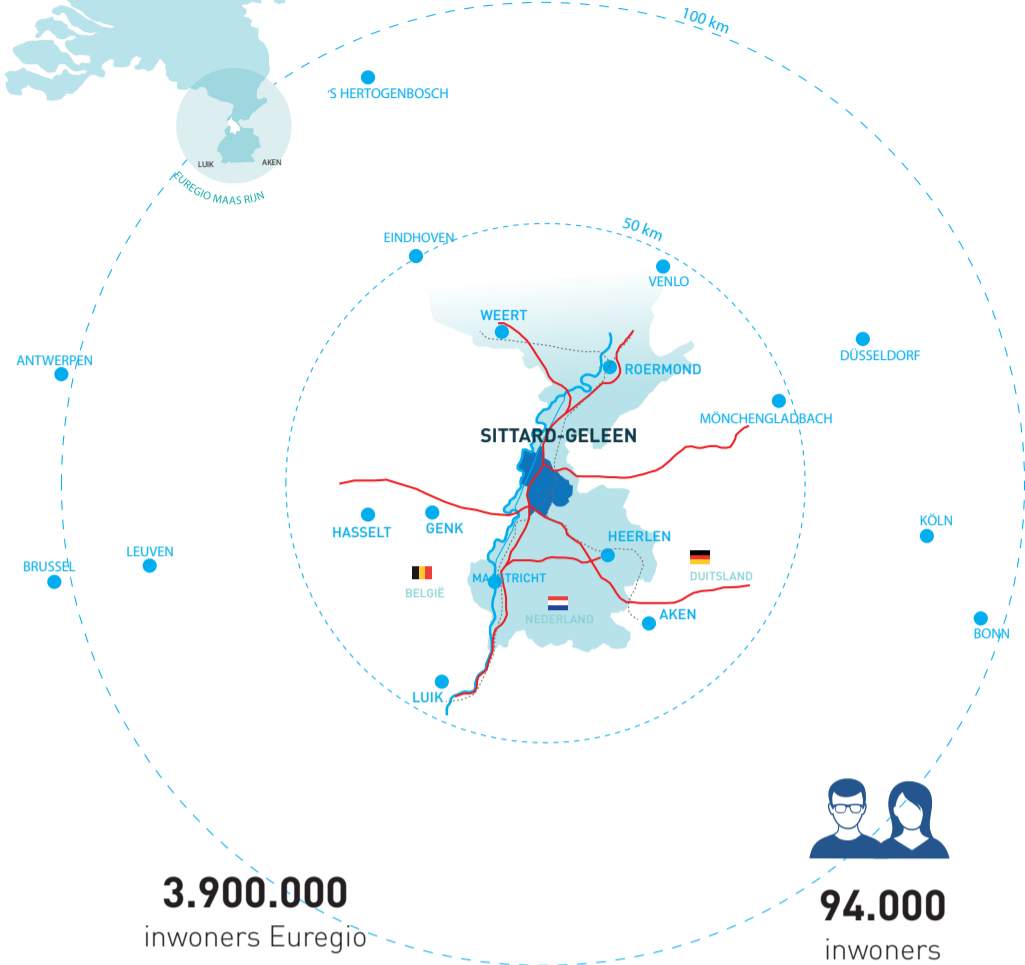 100 km
'S HERTOGENBOSCH
LUIK
AKEN
EUREGIO MAAS RIJN
50 km
EINDHOVEN
VENLO
WEERT
DÜSSELDORF
ANTWERPEN
ROERMOND
MÖNCHENGLADBACH
SITTARD-GELEEN
KÖLN
GENK
HASSELT
HEERLEN
LEUVEN
BRUSSEL
MAASTRICHT
DUITSLAND
BELGIË
NEDERLAND
AKEN
BONN
LUIK
3.900.000
inwoners Euregio
94.000
inwoners